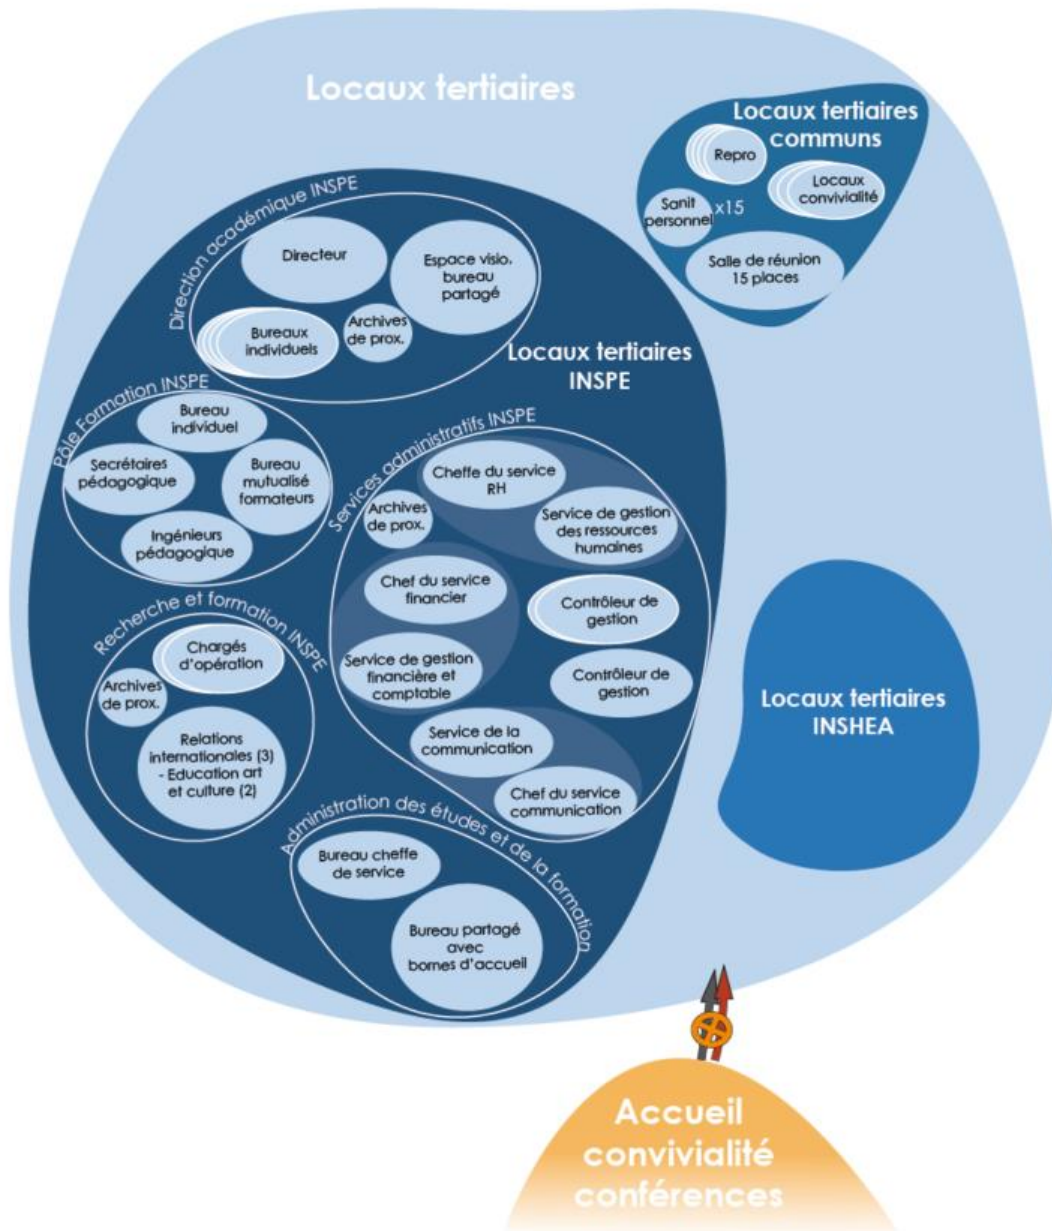 Locaux tertiaires
Locaux tertiaires
communs
Repro
Locaux
convivialité
Sanit
personnel
x15
Salle de réunion
15 places
Direction académique INSPE
Directeur
Espace visio.
bureau
partagé
Bureaux
individuels
Archives
de prox.
Locaux tertiaires
INSPE
Pôle Formation INSPE
Bureau
individuel
Secrétaires
pédagogique
Bureau
mutualisé
formateurs
Ingénieurs
pédagogique
Services administratifs INSPE
Cheffe du service
RH
Archives
de prox.
Service de gestion
des ressources
humaines
Chef du service
financier
Contrôleur de
gestion
Service de gestion
financière et
comptable
Contrôleur de
gestion
Service de la
communication
Chef du service
communication
Recherche et formation INSPE
Chargés
d'opération
Archives
de prox.
Relations
internationales (3)
- Education art
et culture (2)
Administration des études et de la formation
Bureau cheffe
de service
Bureau partagé
avec
bornes d'accueil
Locaux tertiaires
INSHEA
Accueil
convivialité
conférences